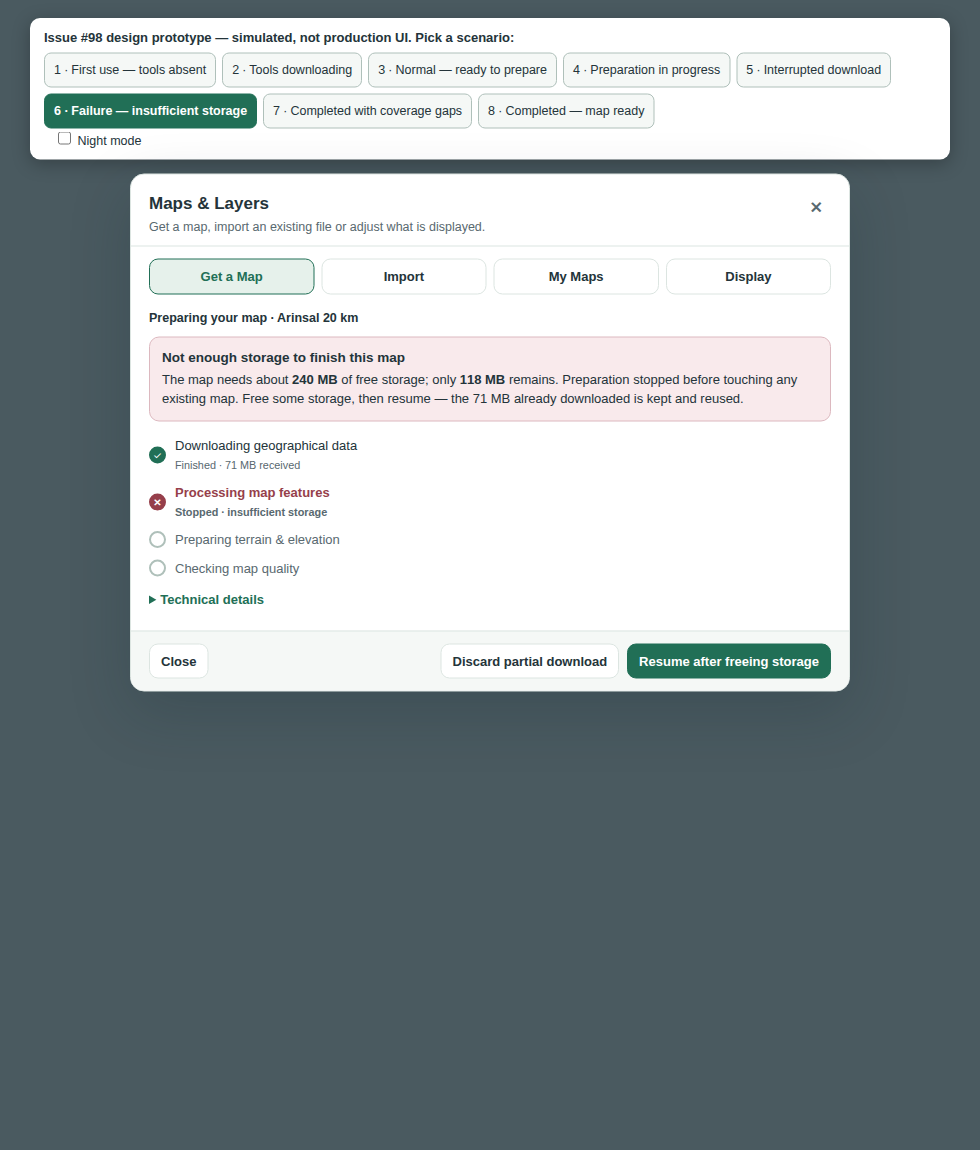 Issue #98 design prototype — simulated, not production UI. Pick a scenario:
1 · First use — tools absent
2 · Tools downloading
3 · Normal — ready to prepare
4 · Preparation in progress
5 · Interrupted download
6 · Failure — insufficient storage
7 · Completed with coverage gaps
8 · Completed — map ready
Night mode
Maps & Layers
Get a map, import an existing file or adjust what is displayed.
Get a Map
Import
My Maps
Display
Preparing your map · Arinsal 20 km
Not enough storage to finish this map
The map needs about 240 MB of free storage; only 118 MB remains. Preparation stopped before touching any
existing map. Free some storage, then resume — the 71 MB already downloaded is kept and reused.
Downloading geographical data
Finished · 71 MB received
Processing map features
Stopped · insufficient storage
Preparing terrain & elevation
Checking map quality
Technical details
Close
Discard partial download
Resume after freeing storage